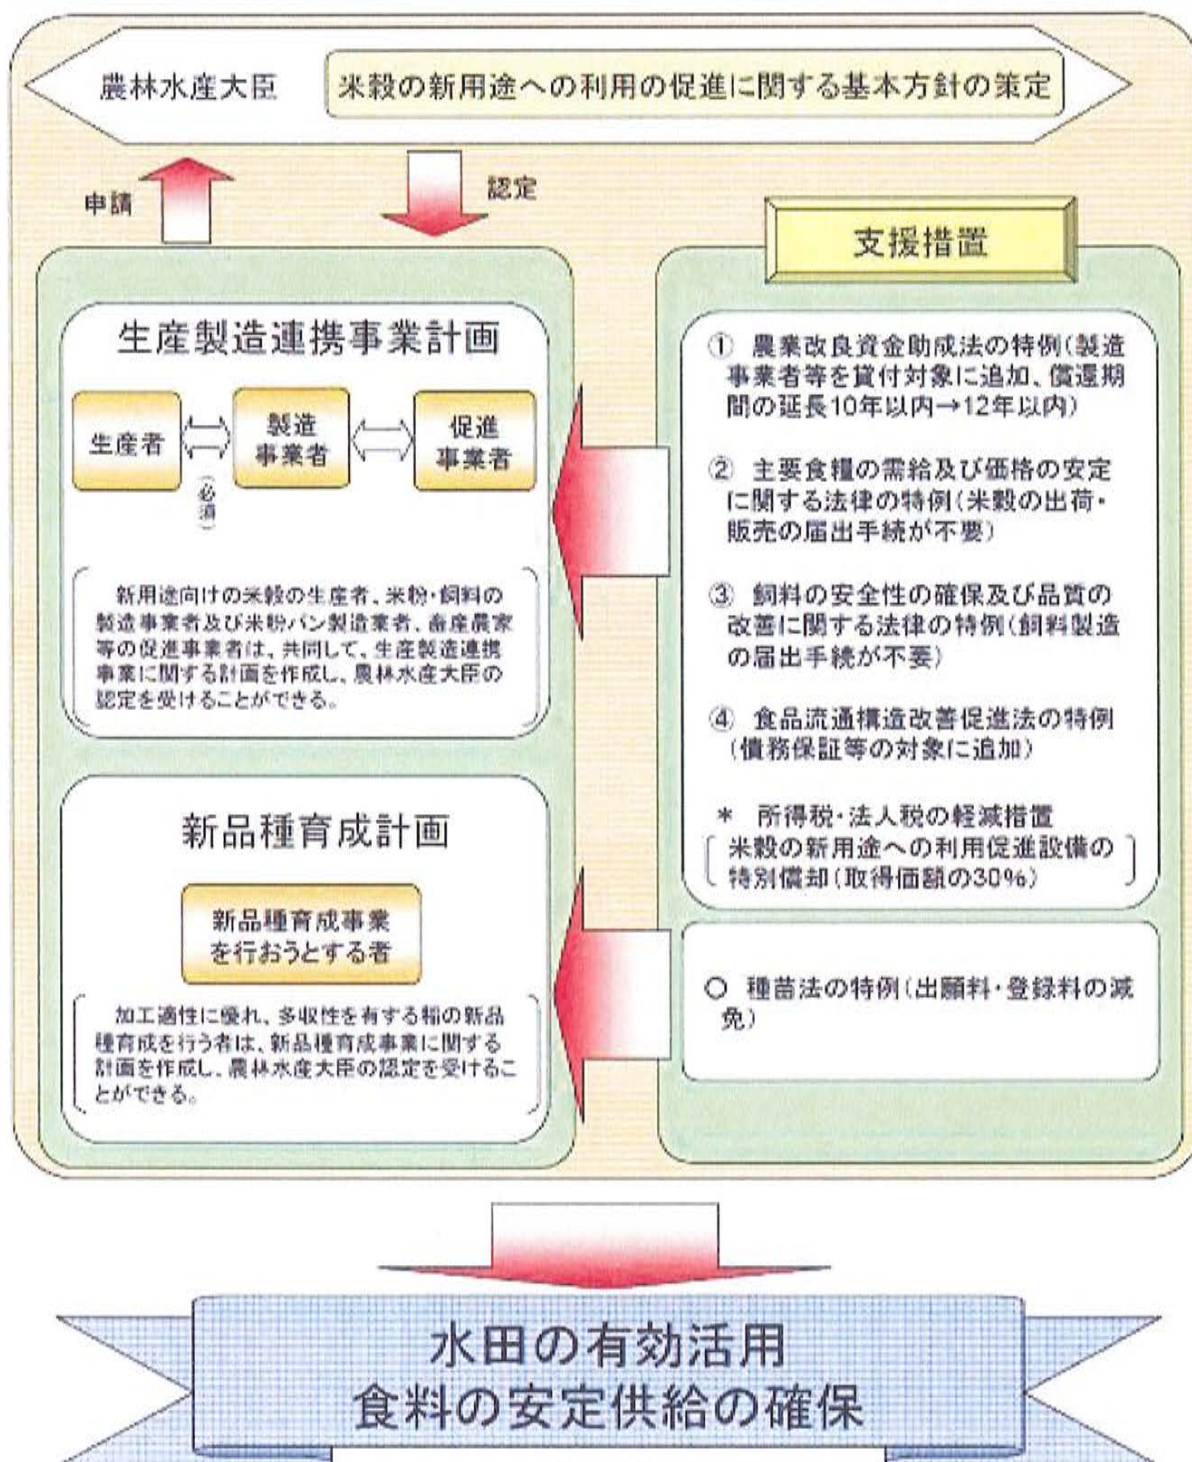 農林水産大臣
米穀の新用途への利用の促進に関する基本方針の策定
申請
認定
生産製造連携事業計画
生産者
製造
事業者
促進
事業者
(必須)
新用途向けの米穀の生産者、米粉・飼料の
製造事業者及び米粉パン製造業者、畜産農家
等の促進事業者は、共同して、生産製造連携
事業に関する計画を作成し、農林水産大臣の
認定を受けることができる。
新品種育成計画
新品種育成事業
を行おうとする者
加工適性に優れ、多収性を有する稲の新品
種育成を行う者は、新品種育成事業に関する
計画を作成し、農林水産大臣の認定を受けるこ
とができる。
支援措置
① 農業改良資金助成法の特例(製造
事業者等を貸付対象に追加、償還期
間の延長10年以内→12年以内)
② 主要食糧の需給及び価格の安定
に関する法律の特例(米穀の出荷・
販売の届出手続が不要)
③ 飼料の安全性の確保及び品質の
改善に関する法律の特例(飼料製造
の届出手続が不要)
④ 食品流通構造改善促進法の特例
(債務保証等の対象に追加)
* 所得税・法人税の軽減措置
米穀の新用途への利用促進設備の
特別償却(取得価額の30%)
○ 種苗法の特例(出願料・登録料の減
免)
水田の有効活用
食料の安定供給の確保